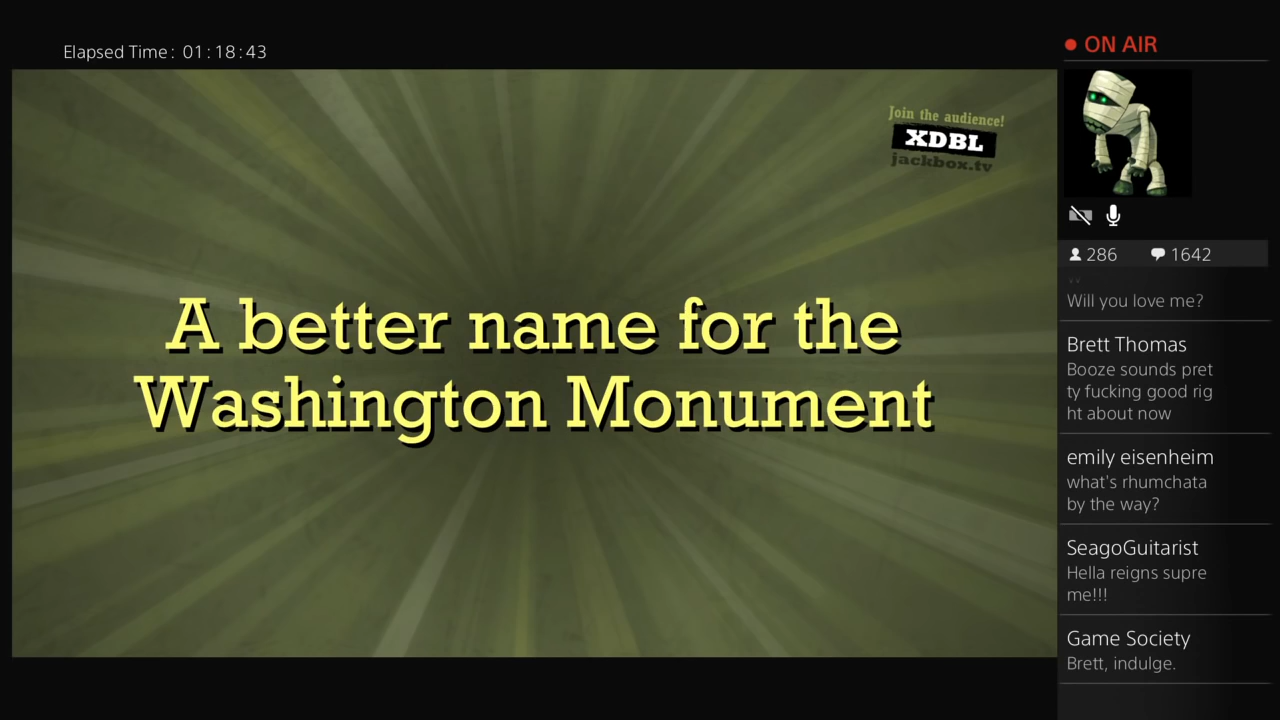 Elapsed Time: 01:18:43
ON AIR
Join the audience!
XDBL
jackbox.tv
A better name for the
Washington Monument
286 1642
Will you love me?
Brett Thomas
Booze sounds pret
ty fucking good rig
ht about now
emily eisenheim
what's rhumchata
by the way?
SeagoGuitarist
Hella reigns supre
me!!!
Game Society
Brett, indulge.